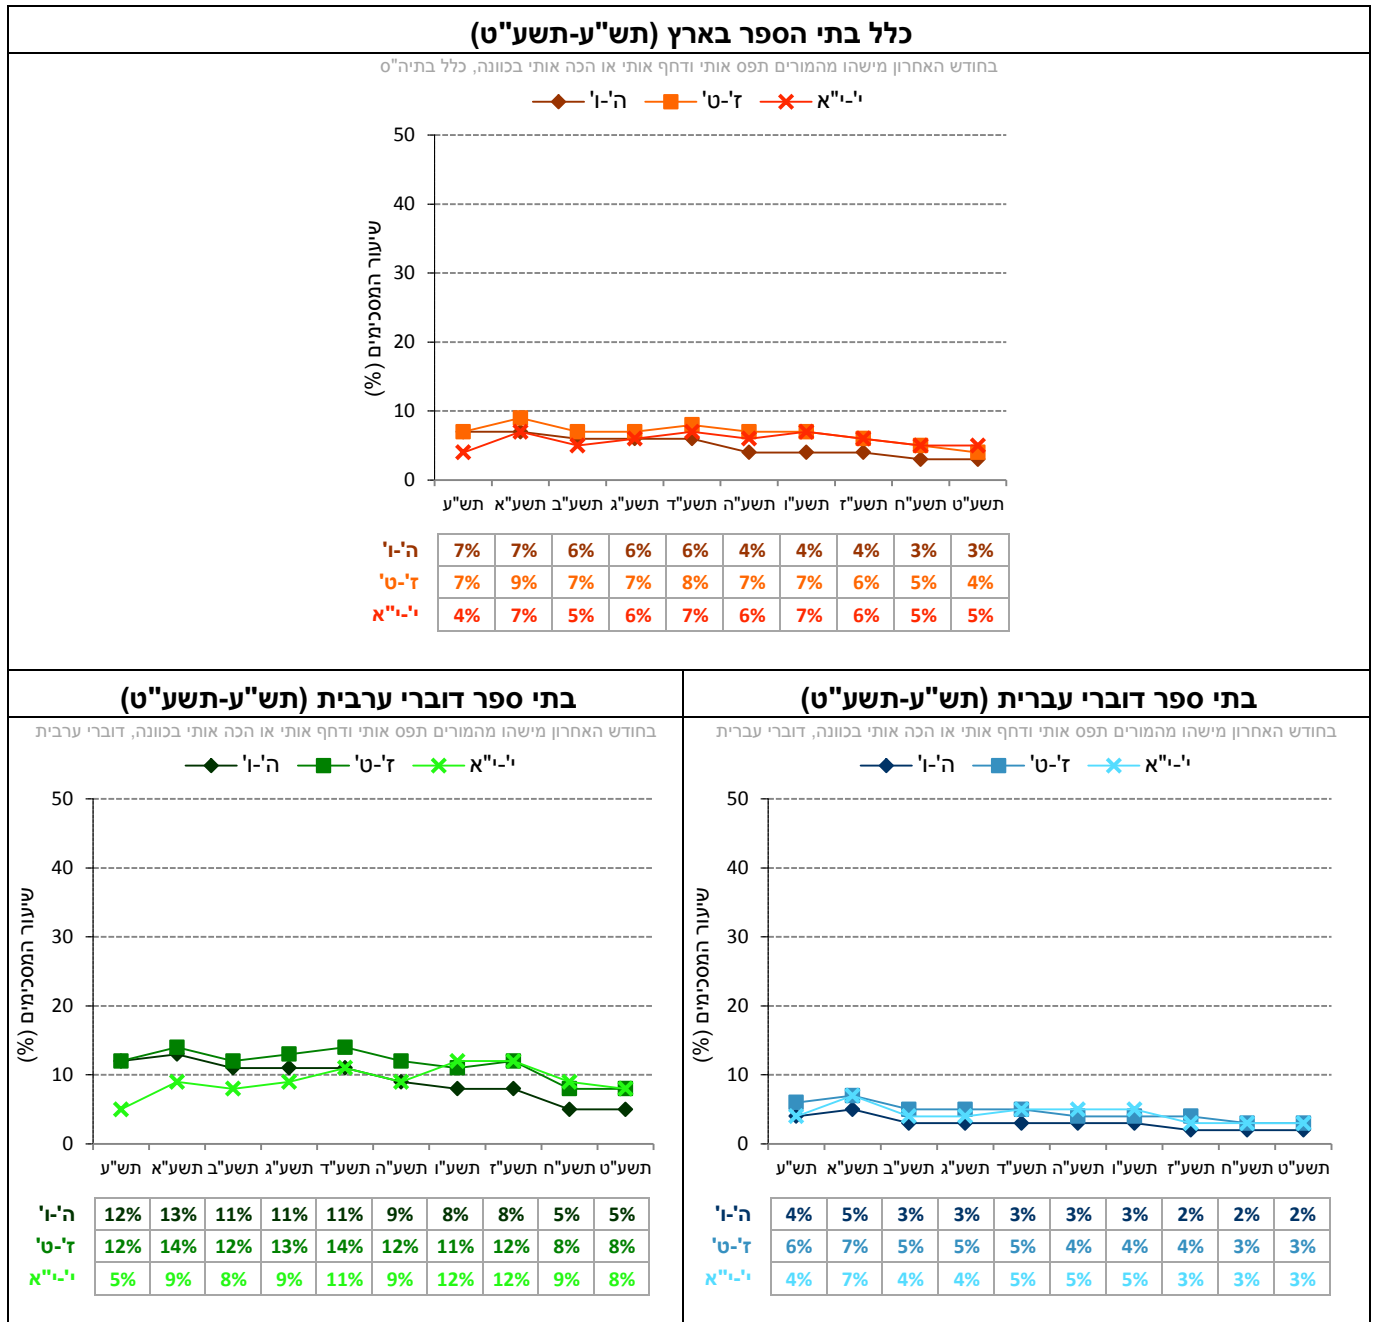 כלל בתי הספר בארץ (תש"ע-תשע"ט)
בחודש האחרון מישהו מהמורים תפס אותי ודחף אותי או הכה אותי בכוונה, כלל בתיה"ס
ה'-ו' ז'-ט' י'-י"א
שיעור המסכימים (%)
50
40
30
20
10
0
תש"ע תשע"א תשע"ב תשע"ג תשע"ד תשע"ה תשע"ו תשע"ז תשע"ח תשע"ט
ה'-ו' 7% 7% 6% 6% 6% 4% 4% 4% 3% 3%
ז'-ט' 7% 9% 7% 7% 8% 7% 7% 6% 5% 4%
י'-י"א 4% 7% 5% 6% 7% 6% 7% 6% 5% 5%
בתי ספר דוברי עברית (תש"ע-תשע"ט)
בחודש האחרון מישהו מהמורים תפס אותי ודחף אותי או הכה אותי בכוונה, דוברי עברית
ה'-ו' ז'-ט' י'-י"א
שיעור המסכימים (%)
50
40
30
20
10
0
תש"ע תשע"א תשע"ב תשע"ג תשע"ד תשע"ה תשע"ו תשע"ז תשע"ח תשע"ט
ה'-ו' 4% 5% 3% 3% 3% 3% 3% 2% 2% 2%
ז'-ט' 6% 7% 5% 5% 5% 4% 4% 4% 3% 3%
י'-י"א 4% 7% 4% 4% 5% 5% 5% 3% 3% 3%
בתי ספר דוברי ערבית (תש"ע-תשע"ט)
בחודש האחרון מישהו מהמורים תפס אותי ודחף אותי או הכה אותי בכוונה, דוברי ערבית
ה'-ו' ז'-ט' י'-י"א
שיעור המסכימים (%)
50
40
30
20
10
0
תש"ע תשע"א תשע"ב תשע"ג תשע"ד תשע"ה תשע"ו תשע"ז תשע"ח תשע"ט
ה'-ו' 12% 13% 11% 11% 11% 9% 8% 8% 5% 5%
ז'-ט' 12% 14% 12% 13% 14% 12% 11% 12% 8% 8%
י'-י"א 5% 9% 8% 9% 11% 9% 12% 12% 9% 8%